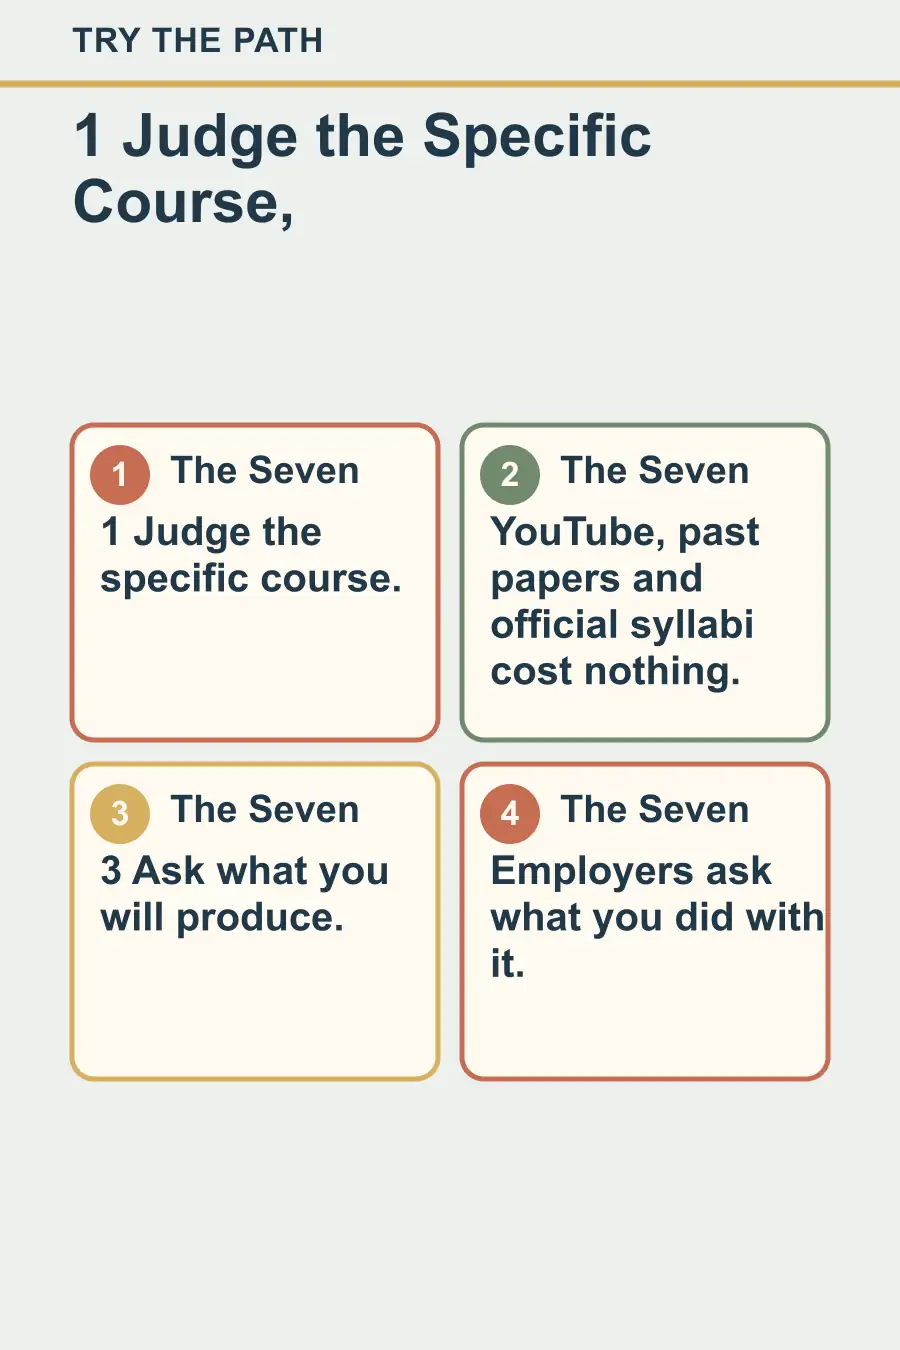 TRY THE PATH
1 Judge the Specific
Course,
1 The Seven
1 Judge the
specific course.
2 The Seven
YouTube, past
papers and
official syllabi
cost nothing.
3 The Seven
3 Ask what you
will produce.
4 The Seven
Employers ask
what you did with
it.